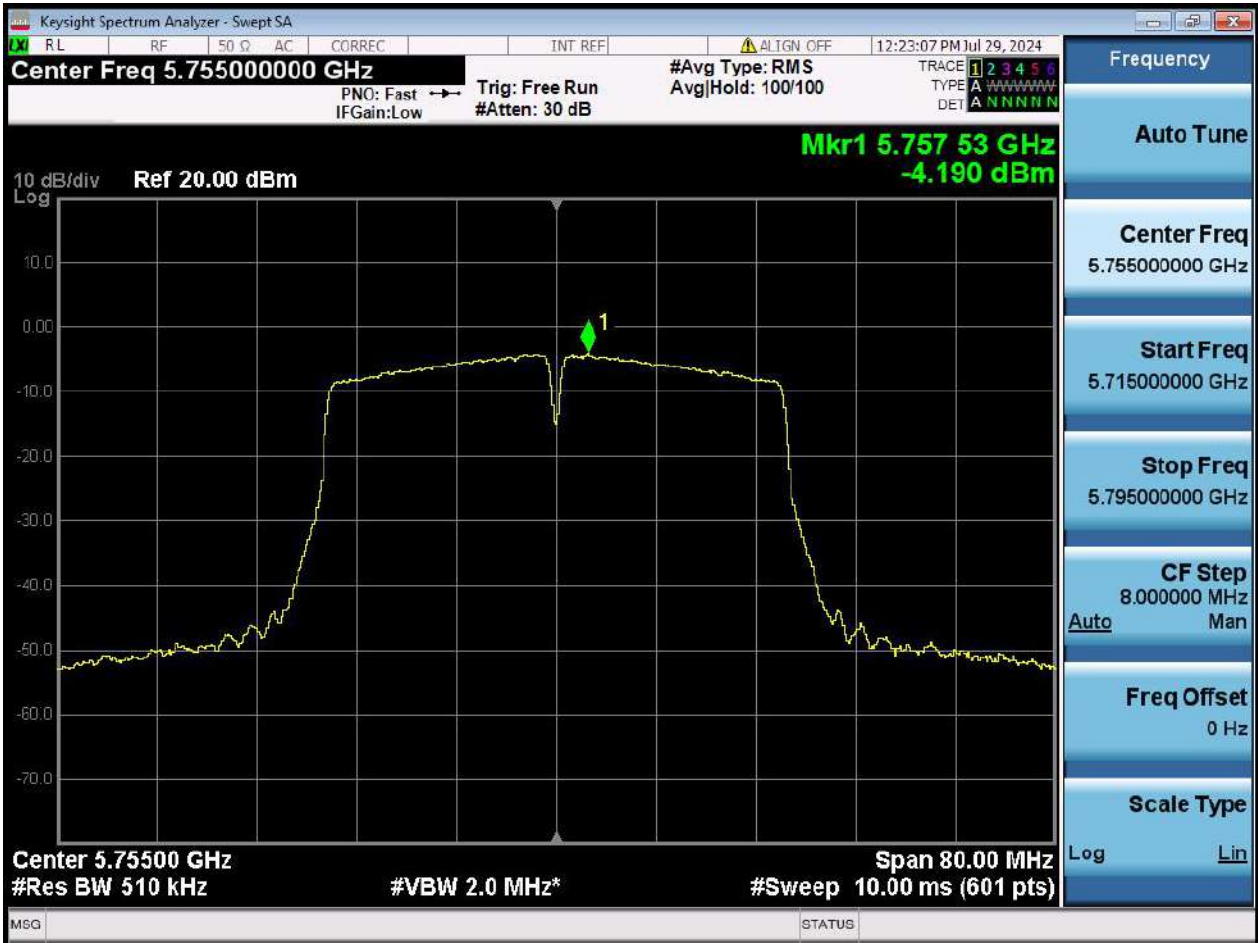 Keysight Spectrum Analyzer - Swept SA
LXI RL RF 50 Ω AC CORREC INT REF ALIGN OFF 12:23:07 PM Jul 29, 2024
Center Freq 5.755000000 GHz
PNO: Fast
IFGain:Low
Trig: Free Run
#Atten: 30 dB
#Avg Type: RMS
Avg|Hold: 100/100
TRACE 1 2 3 4 5 6
TYPE A WWWWW
DET A N N N N N
Mkr1 5.757 53 GHz
-4.190 dBm
10 dB/div Ref 20.00 dBm
Log
10.0
0.00
-10.0
-20.0
-30.0
-40.0
-50.0
-60.0
-70.0
1
Center 5.75500 GHz Span 80.00 MHz
#Res BW 510 kHz #VBW 2.0 MHz* #Sweep 10.00 ms (601 pts)
MSG STATUS
Frequency
Auto Tune
Center Freq
5.755000000 GHz
Start Freq
5.715000000 GHz
Stop Freq
5.795000000 GHz
CF Step
8.000000 MHz
Auto Man
Freq Offset
0 Hz
Scale Type
Log Lin